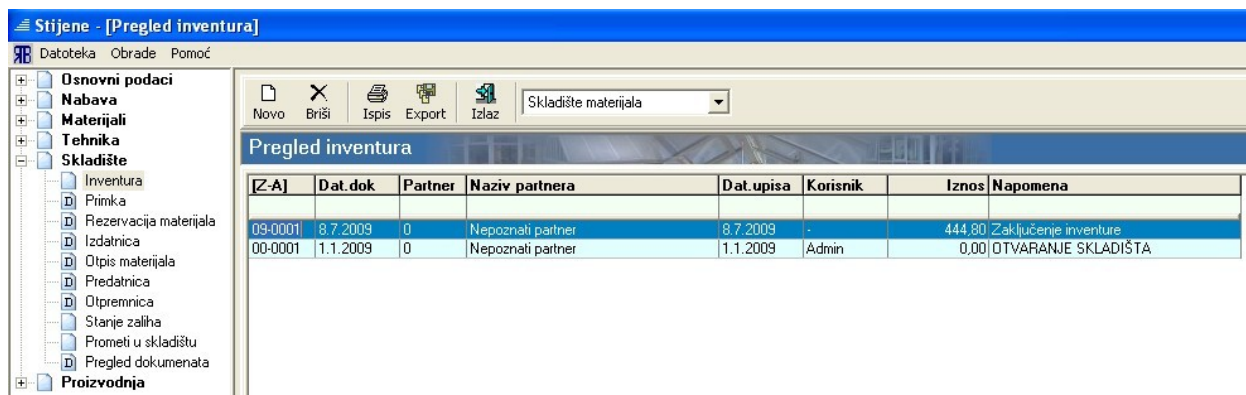 Stijene - [Pregled inventura]
Datoteka Obrade Pomoć
Osnovni podaci
Nabava
Materijali
Tehnika
Skladište
Inventura
Primka
Rezervacija materijala
Izdatnica
Otpis materijala
Predatnica
Otpremnica
Stanje zaliha
Prometi u skladištu
Pregled dokumenata
Proizvodnja
Novo Briši Ispis Export Izlaz Skladište materijala
Pregled inventura
[Z-A] Dat.dok Partner Naziv partnera Dat.upisa Korisnik Iznos Napomena
09-0001 8.7.2009 0 Nepoznati partner 8.7.2009 - 444,80 Zaključenje inventure
00-0001 1.1.2009 0 Nepoznati partner 1.1.2009 Admin 0,00 OTVARANJE SKLADIŠTA